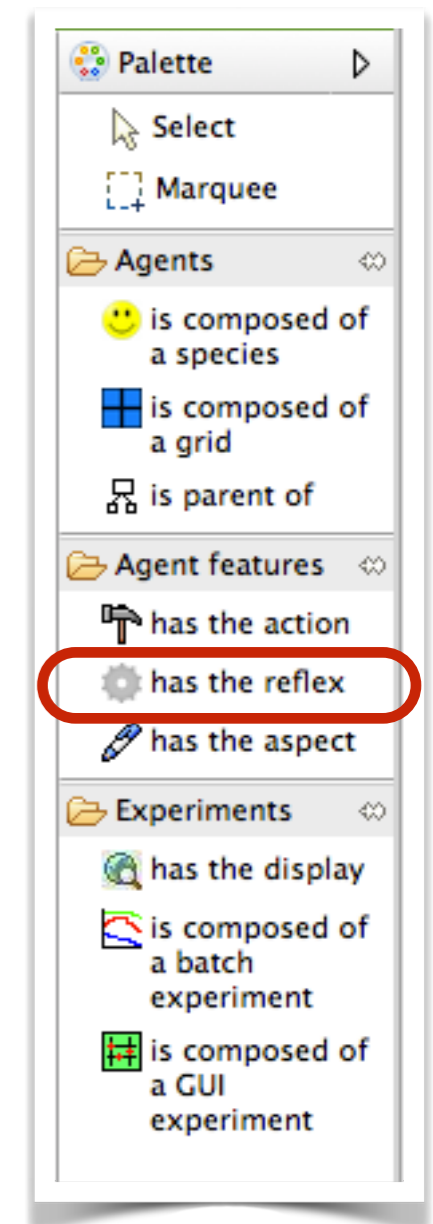 Palette
Select
Marquee
Agents
is composed of
a species
is composed of
a grid
is parent of
Agent features
has the action
has the reflex
has the aspect
Experiments
has the display
is composed of
a batch
experiment
is composed of
a GUI
experiment